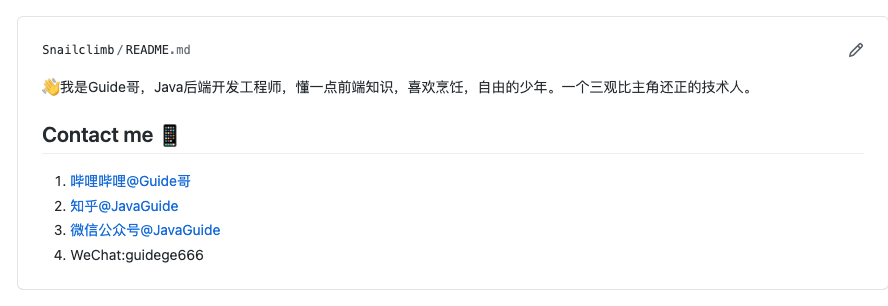 Snailclimb/README.md
👋我是Guide哥，Java后端开发工程师，懂一点前端知识，喜欢烹饪，自由的少年。一个三观比主角还正的技术人。
Contact me 📱
1. 哔哩哔哩@Guide哥
2. 知乎@JavaGuide
3. 微信公众号@JavaGuide
4. WeChat:guidege666